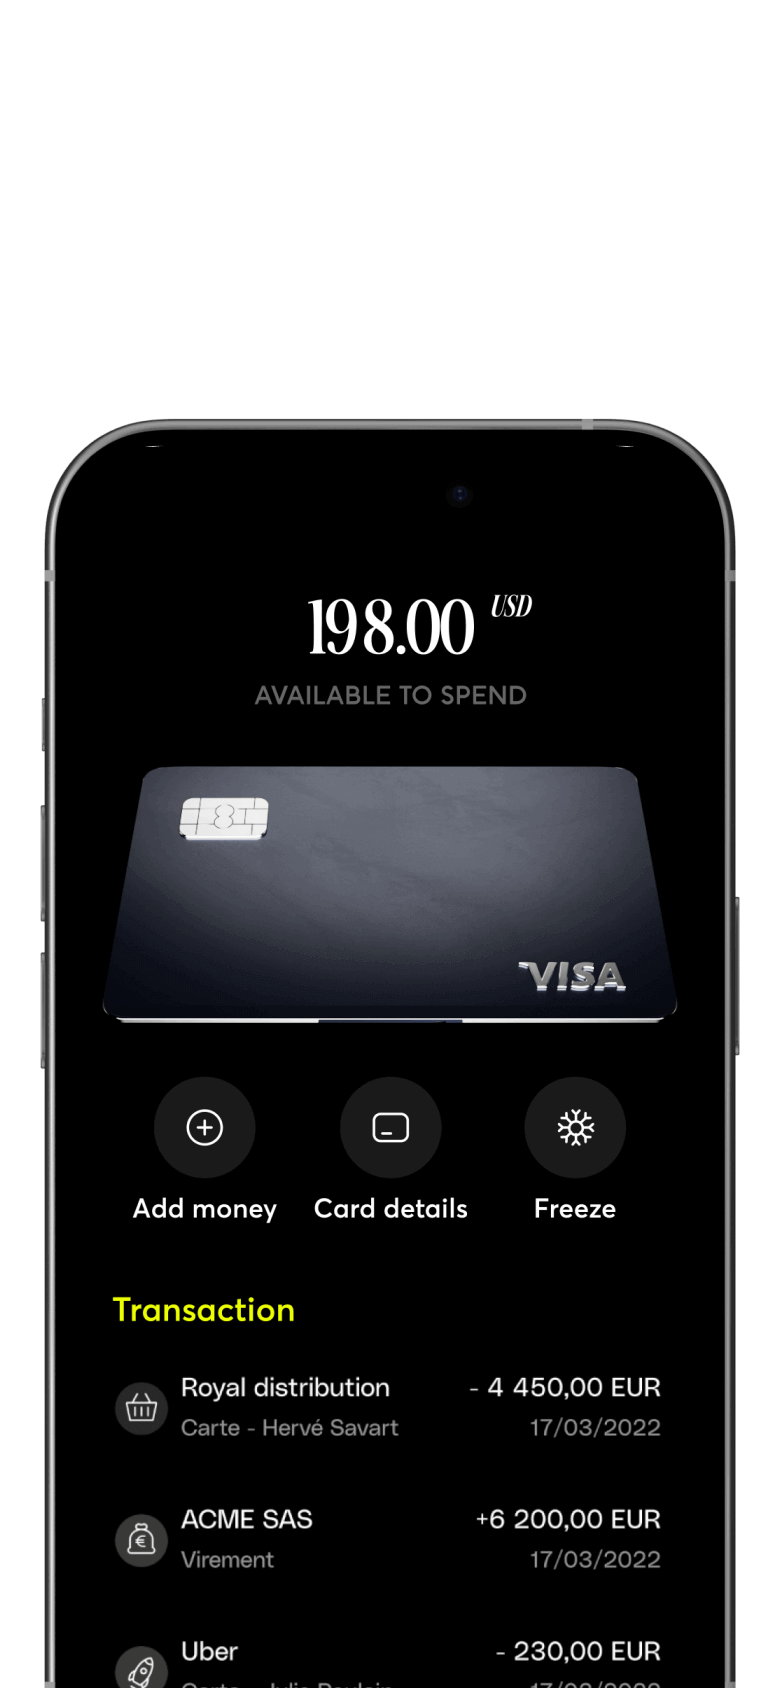 198.00 USD
AVAILABLE TO SPEND
VISA
Add money Card details Freeze
Transaction
Royal distribution - 4 450,00 EUR
Carte - Hervé Savart 17/03/2022
ACME SAS +6 200,00 EUR
Virement 17/03/2022
Uber - 230,00 EUR